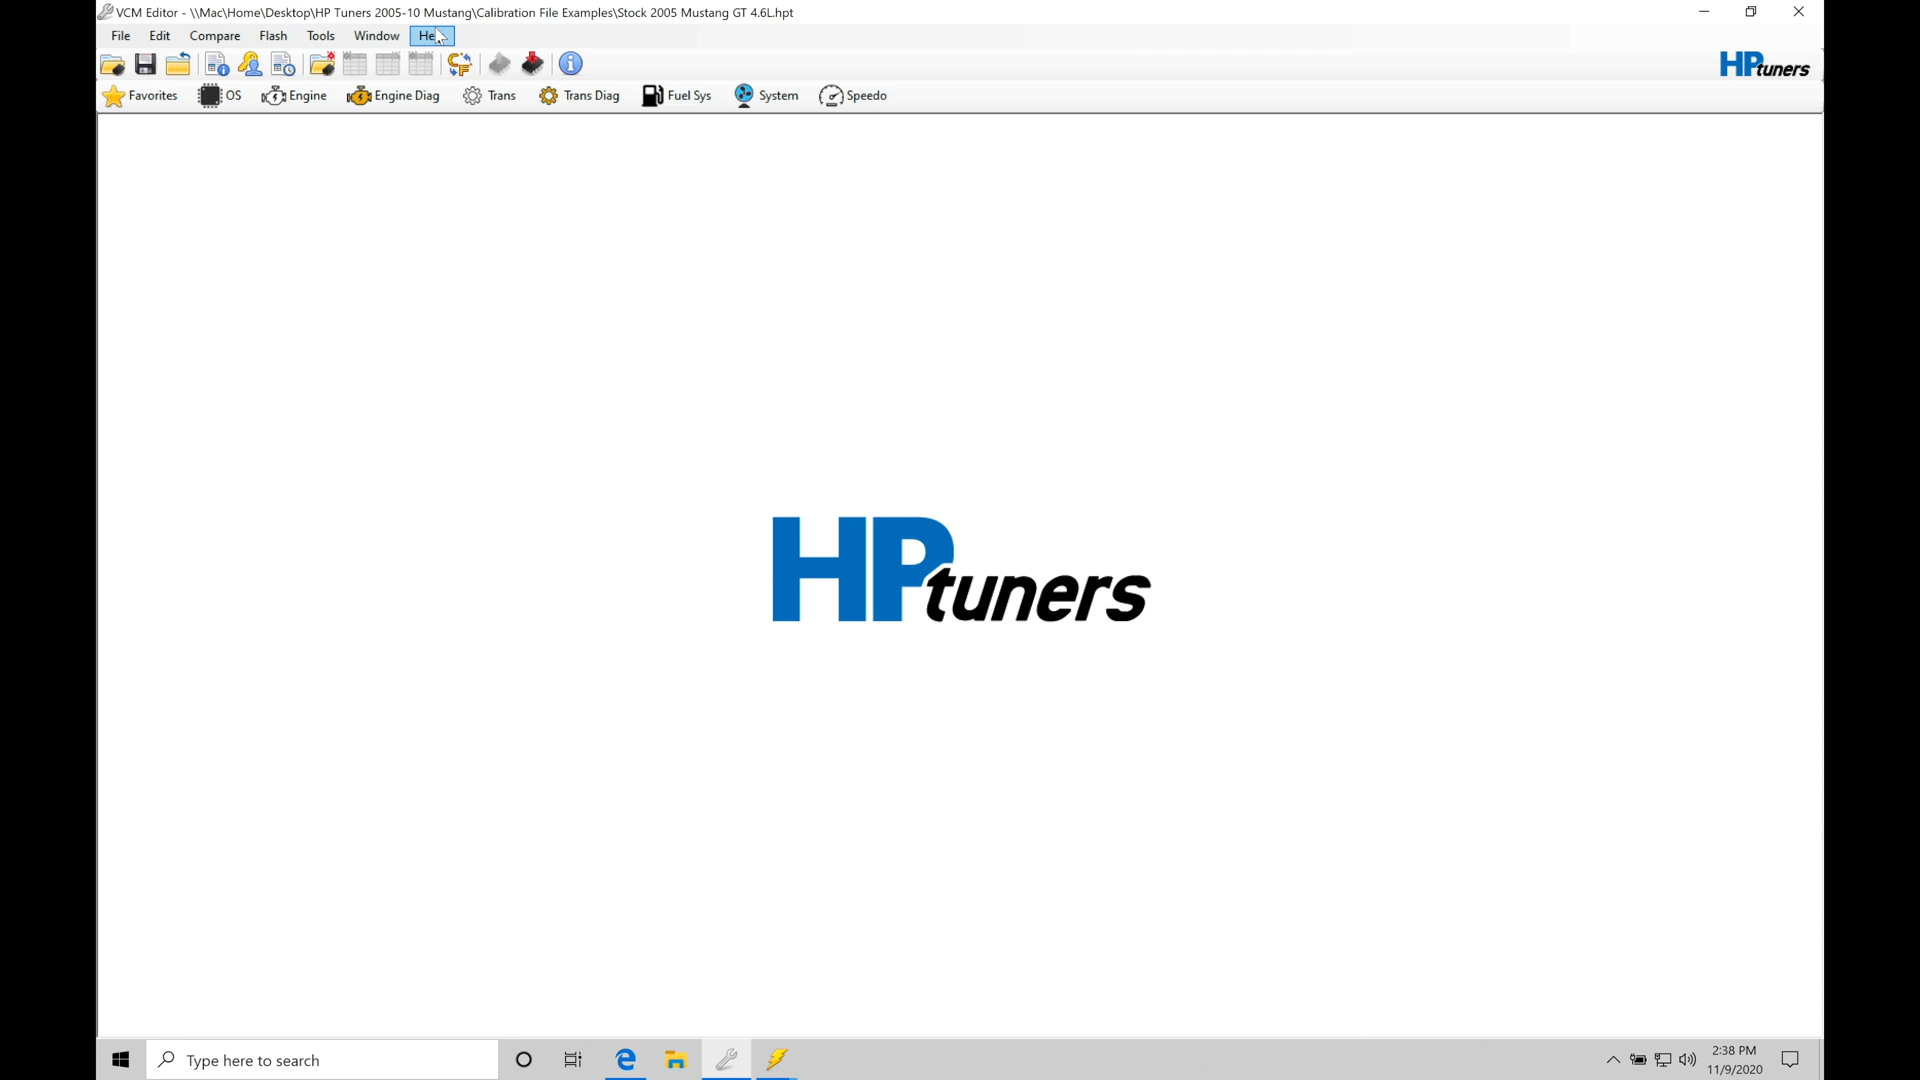 VCM Editor - \\Mac\Home\Desktop\HP Tuners 2005-10 Mustang\Calibration File Examples\Stock 2005 Mustang GT 4.6L.hpt
File Edit Compare Flash Tools Window He
HPtuners
Favorites OS Engine Engine Diag Trans Trans Diag Fuel Sys System Speedo
HPtuners
Type here to search
2:38 PM
11/9/2020